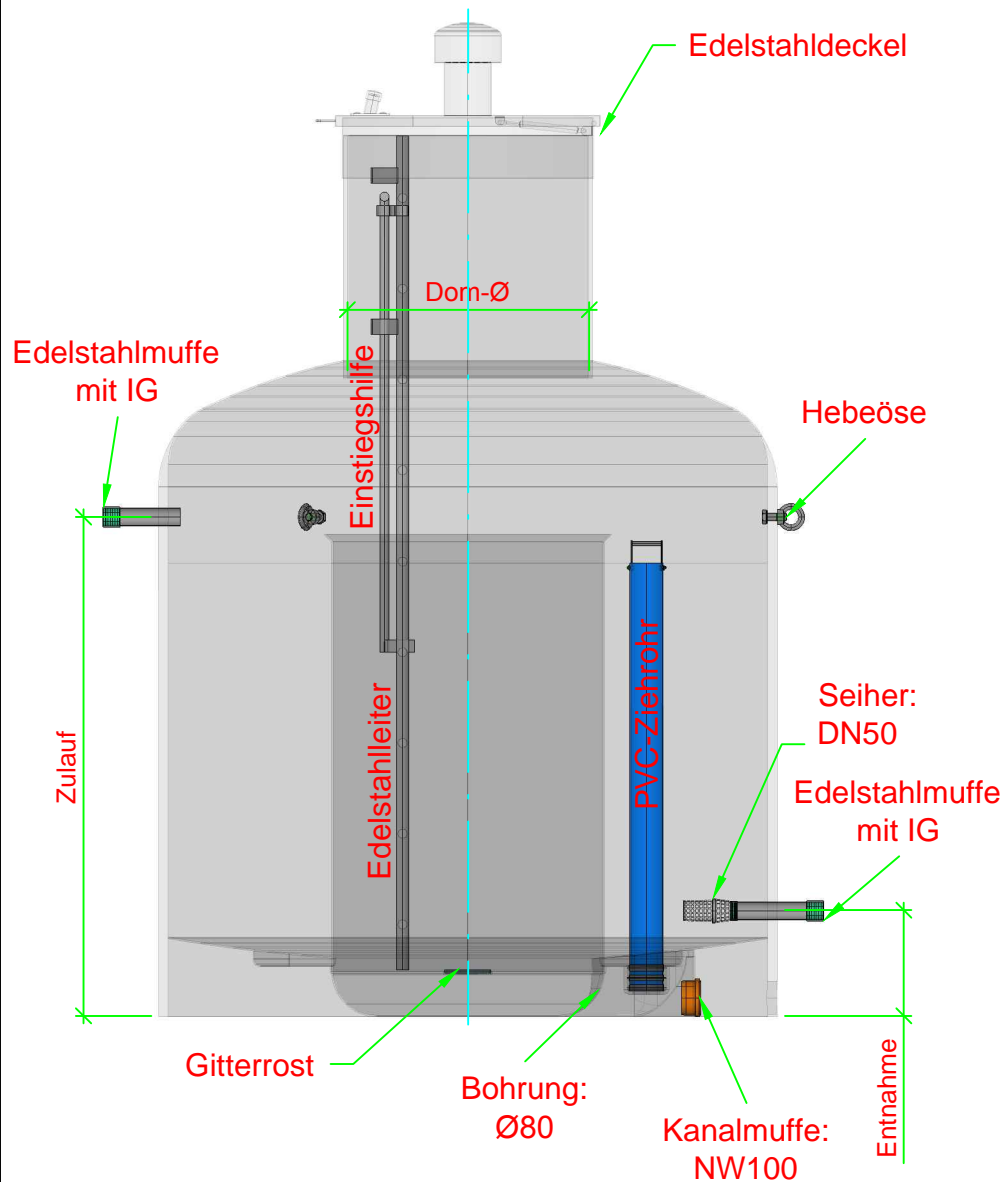 Edelstahldeckel
Dom-Ø
Edelstahlmuffe
mit IG
Einstiegshilfe
Hebeöse
Edelstahlleiter
PVC-Ziehrohr
Zulauf
Seiher:
DN50
Edelstahlmuffe
mit IG
Gitterrost
Bohrung:
Ø80
Kanalmuffe:
NW100
Entnahme